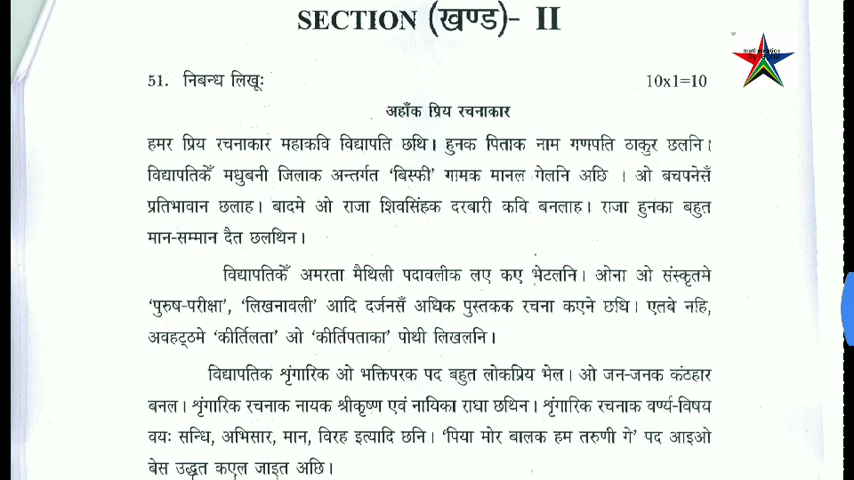 SECTION (खण्ड)- II
51. निबन्ध लिखूः 10x1=10
अहाँक प्रिय रचनाकार
हमर प्रिय रचनाकार महाकवि विद्यापति छथि। हुनक पिताक नाम गणपति ठाकुर छलनि।
विद्यापतिकेँ मधुबनी जिलाक अन्तर्गत ‘बिस्फी’ गामक मानल गेलनि अछि । ओ बचपनेसँ
प्रतिभावान छलाह। बादमे ओ राजा शिवसिंहक दरबारी कवि बनलाह। राजा हुनका बहुत
मान-सम्मान दैत छलथिन।
विद्यापतिकेँ अमरता मैथिली पदावलीक लए कए भेटलनि। ओना ओ संस्कृतमे
‘पुरुष-परीक्षा’, ‘लिखनावली’ आदि दर्जनसँ अधिक पुस्तकक रचना कएने छथि। एतबे नहि,
अवहट्ठमे ‘कीर्तिलता’ ओ ‘कीर्तिपताका’ पोथी लिखलनि।
विद्यापतिक शृंगारिक ओ भक्तिपरक पद बहुत लोकप्रिय भेल। ओ जन-जनक कंठहार
बनल। शृंगारिक रचनाक नायक श्रीकृष्ण एवं नायिका राधा छथिन। शृंगारिक रचनाक वर्ण्य-विषय
वयः सन्धि, अभिसार, मान, विरह इत्यादि छनि। ‘पिया मोर बालक हम तरुणी गे’ पद आइओ
बेस उद्धृत कएल जाइत अछि।